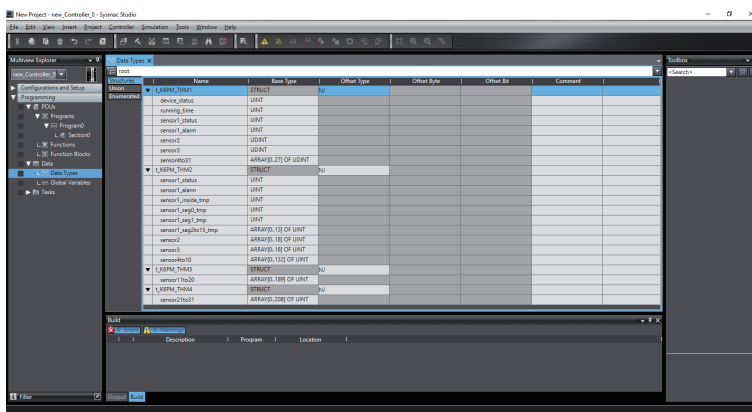 New Project - new_Controller_0 - Sysmac Studio
File Edit View Insert Project Controller Simulation Tools Window Help
Multiview Explorer
new_Controller_0
Configurations and Setup
Programming
POUs
Programs
Program0
Section0
Functions
Function Blocks
Data
Data Types
Global Variables
Tasks
Filter
Data Types
root
Structures
Union
Enumerated
Name Base Type Offset Type Offset Byte Offset Bit Comment
t_K6PM_THM1 STRUCT NJ
device_status UINT
running_time UINT
sensor1_status UINT
sensor1_alarm UINT
sensor2 UDINT
sensor3 UDINT
sensor4to31 ARRAY[0..27] OF UDINT
t_K6PM_THM2 STRUCT NJ
sensor1_status UINT
sensor1_alarm UINT
sensor1_inside_tmp UINT
sensor1_seg0_tmp UINT
sensor1_seg1_tmp UINT
sensor1_seg2to15_tmp ARRAY[0..13] OF UINT
sensor2 ARRAY[0..18] OF UINT
sensor3 ARRAY[0..18] OF UINT
sensor4to10 ARRAY[0..132] OF UINT
t_K6PM_THM3 STRUCT NJ
sensor11to20 ARRAY[0..189] OF UINT
t_K6PM_THM4 STRUCT NJ
sensor21to31 ARRAY[0..208] OF UINT
Build
0 Errors 0 Warnings
Description Program Location
Output Build
Toolbox
<Search>